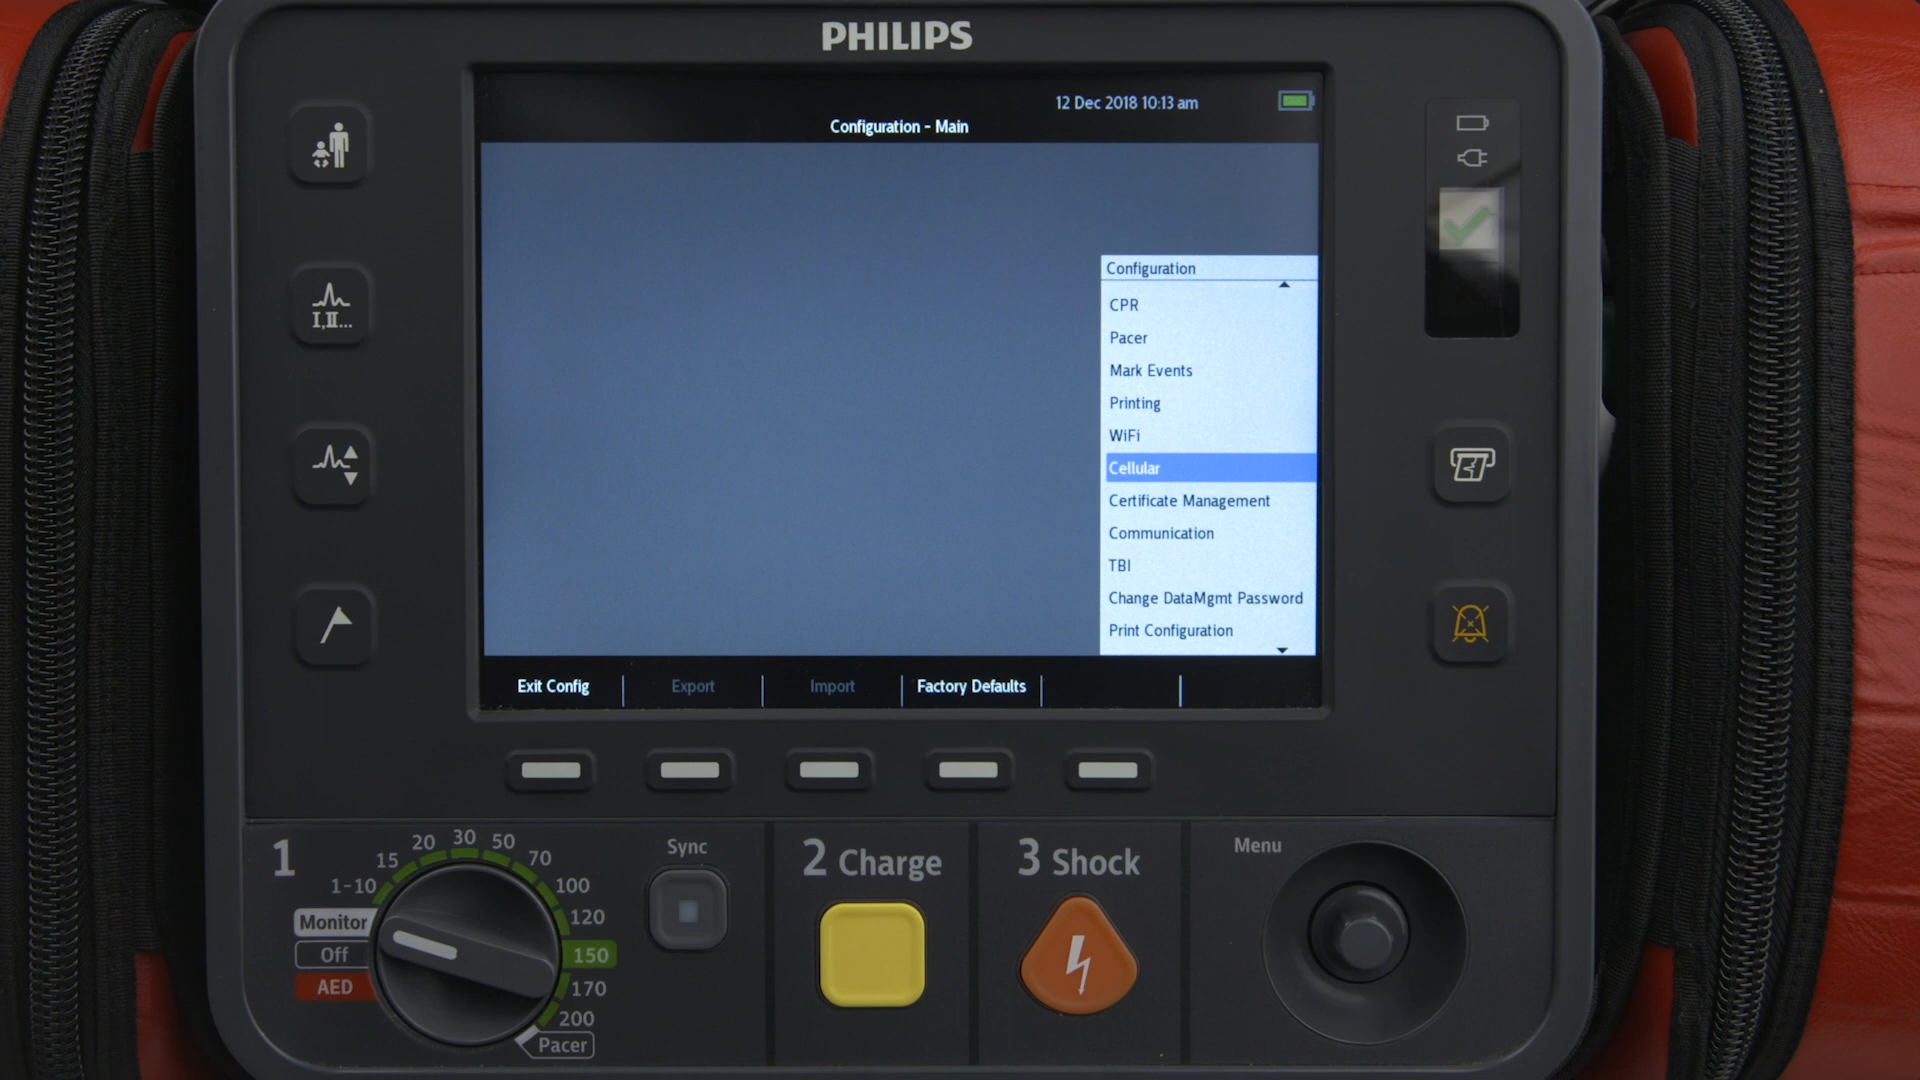 PHILIPS
12 Dec 2018 10:13 am
Configuration - Main
Configuration
CPR
Pacer
Mark Events
Printing
WiFi
Cellular
Certificate Management
Communication
TBI
Change DataMgmt Password
Print Configuration
Exit Config
Export
Import
Factory Defaults
I,II...
1
1-10
15
20
30
50
70
100
120
150
170
200
Pacer
Monitor
Off
AED
Sync
2 Charge
3 Shock
Menu